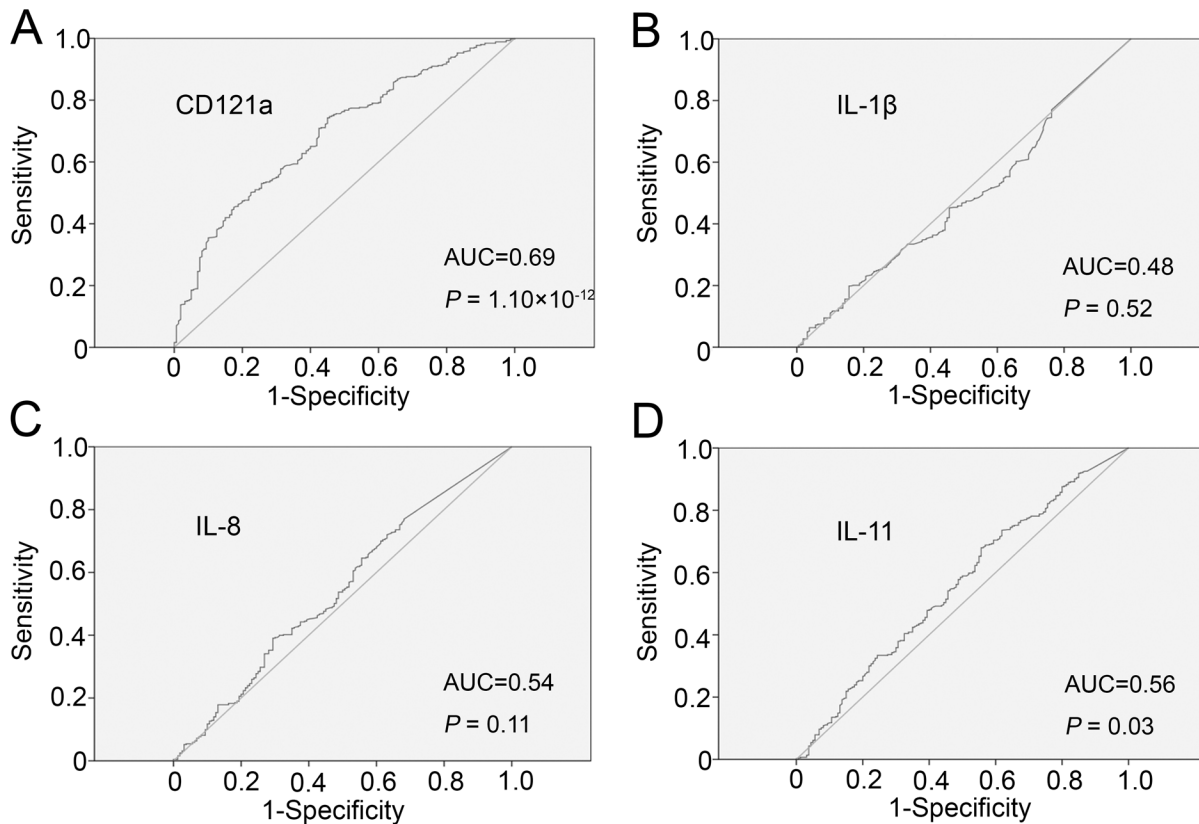 A
1.0
0.8
0.6
0.4
0.2
0
Sensitivity
CD121a
AUC=0.69
P = 1.10×10⁻¹²
0 0.2 0.4 0.6 0.8 1.0
1-Specificity
B
1.0
0.8
0.6
0.4
0.2
0
Sensitivity
IL-1β
AUC=0.48
P = 0.52
0 0.2 0.4 0.6 0.8 1.0
1-Specificity
C
1.0
0.8
0.6
0.4
0.2
0
Sensitivity
IL-8
AUC=0.54
P = 0.11
0 0.2 0.4 0.6 0.8 1.0
1-Specificity
D
1.0
0.8
0.6
0.4
0.2
0
Sensitivity
IL-11
AUC=0.56
P = 0.03
0 0.2 0.4 0.6 0.8 1.0
1-Specificity